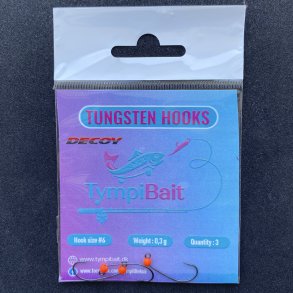 TUNGSTEN HOOKS
DECOY
TympiBait
Hook size #6 Weight: 0,3 g Quantity: 3
www.tympibait.dk